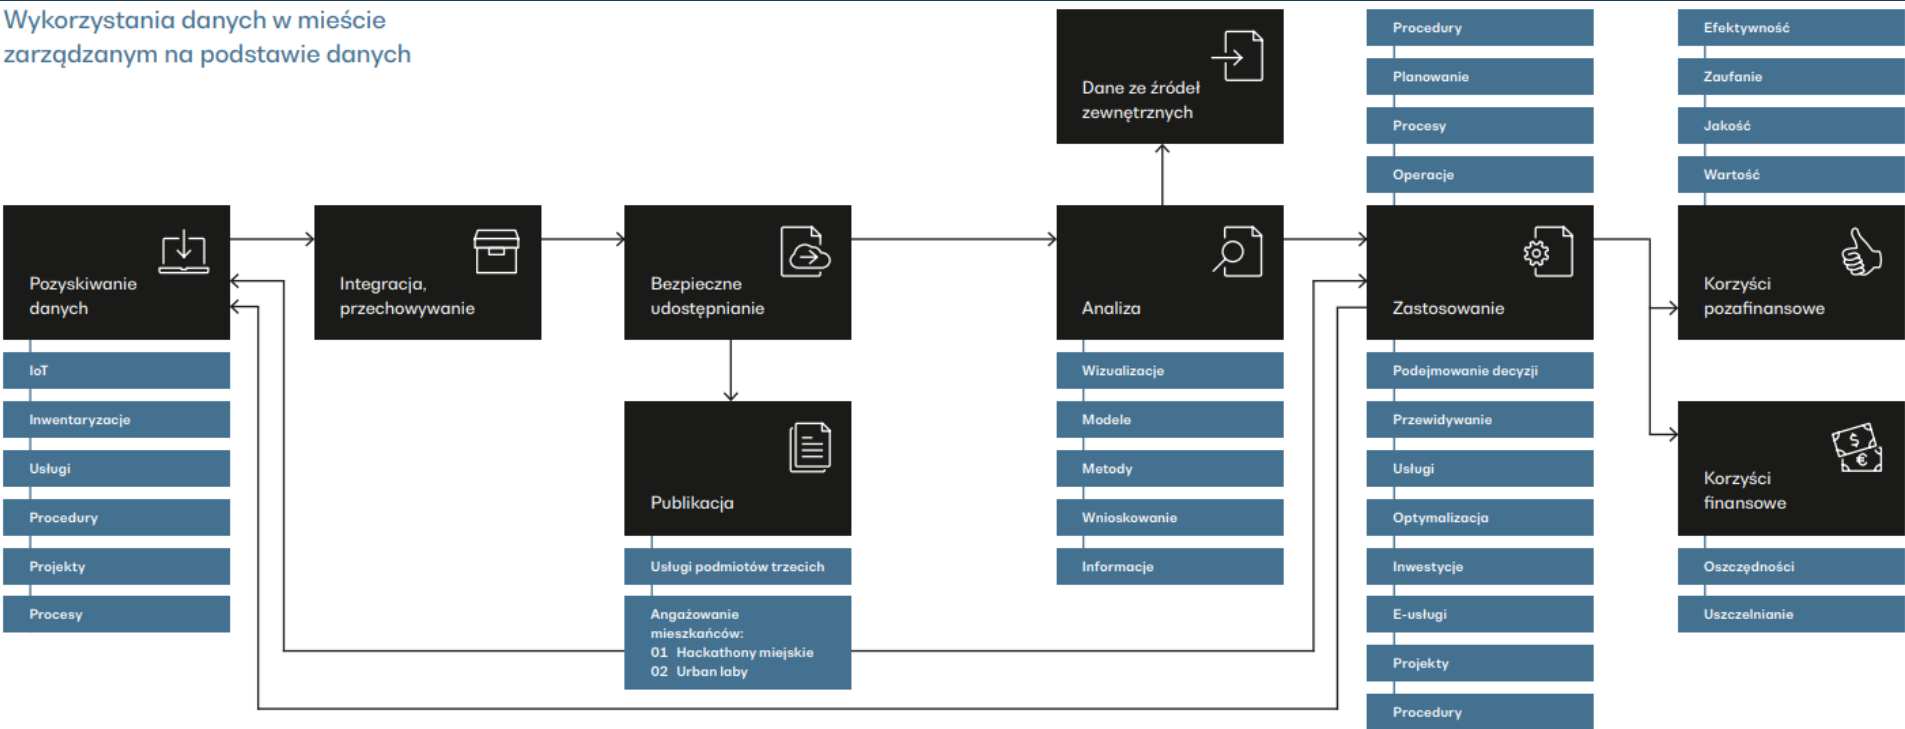 Wykorzystania danych w mieście
zarządzanym na podstawie danych
Pozyskiwanie
danych
IoT
Inwentaryzacje
Usługi
Procedury
Projekty
Procesy
Integracja,
przechowywanie
Bezpieczne
udostępnianie
Publikacja
Usługi podmiotów trzecich
Angażowanie
mieszkańców:
01 Hackathony miejskie
02 Urban laby
Dane ze źródeł
zewnętrznych
Analiza
Wizualizacje
Modele
Metody
Wnioskowanie
Informacje
Procedury
Planowanie
Procesy
Operacje
Zastosowanie
Podejmowanie decyzji
Przewidywanie
Usługi
Optymalizacja
Inwestycje
E-usługi
Projekty
Procedury
Efektywność
Zaufanie
Jakość
Wartość
Korzyści
pozafinansowe
$
€
Korzyści
finansowe
Oszczędności
Uszczelnianie